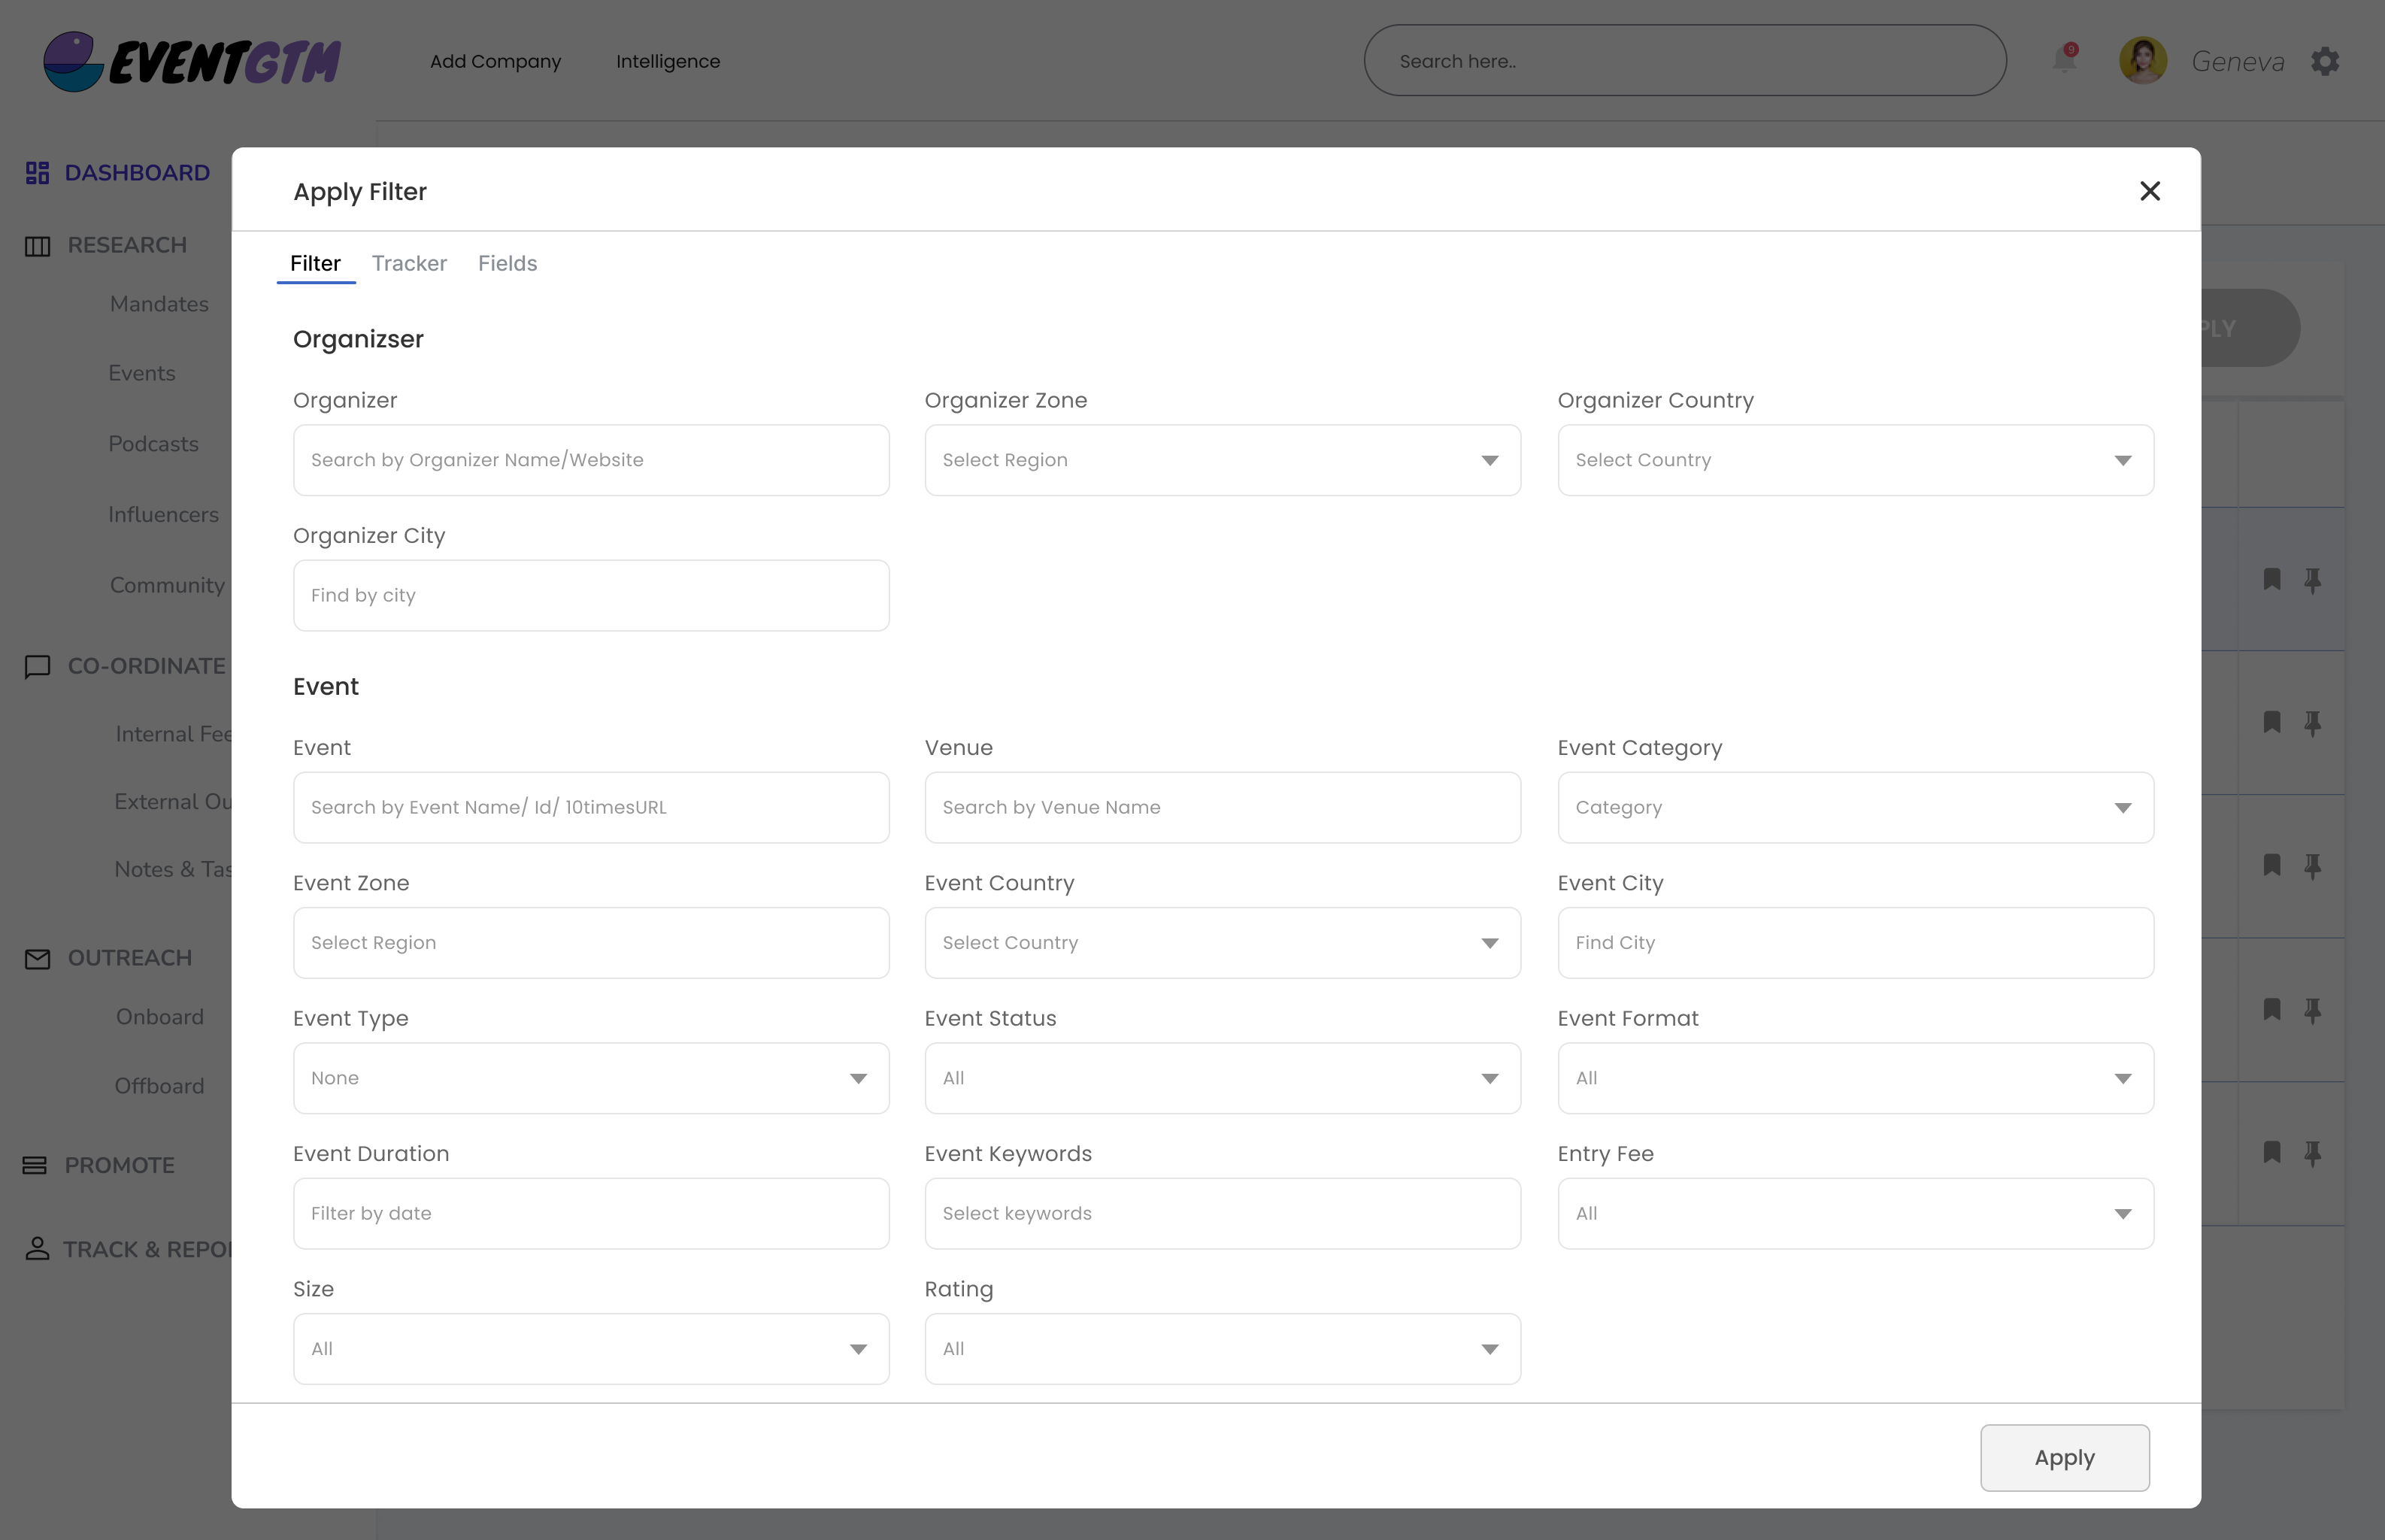 EVENTGTM
Add Company
Intelligence
Search here..
9
Geneva
DASHBOARD
RESEARCH
Mandates
Events
Podcasts
Influencers
Community
CO-ORDINATE
Internal Fee
External Ou
Notes & Tas
OUTREACH
Onboard
Offboard
PROMOTE
TRACK & REPO
PLY
Apply Filter
Filter
Tracker
Fields
Organizser
Organizer
Organizer Zone
Organizer Country
Search by Organizer Name/Website
Select Region
Select Country
Organizer City
Find by city
Event
Event
Venue
Event Category
Search by Event Name/ Id/ 10timesURL
Search by Venue Name
Category
Event Zone
Event Country
Event City
Select Region
Select Country
Find City
Event Type
Event Status
Event Format
None
All
All
Event Duration
Event Keywords
Entry Fee
Filter by date
Select keywords
All
Size
Rating
All
All
Apply